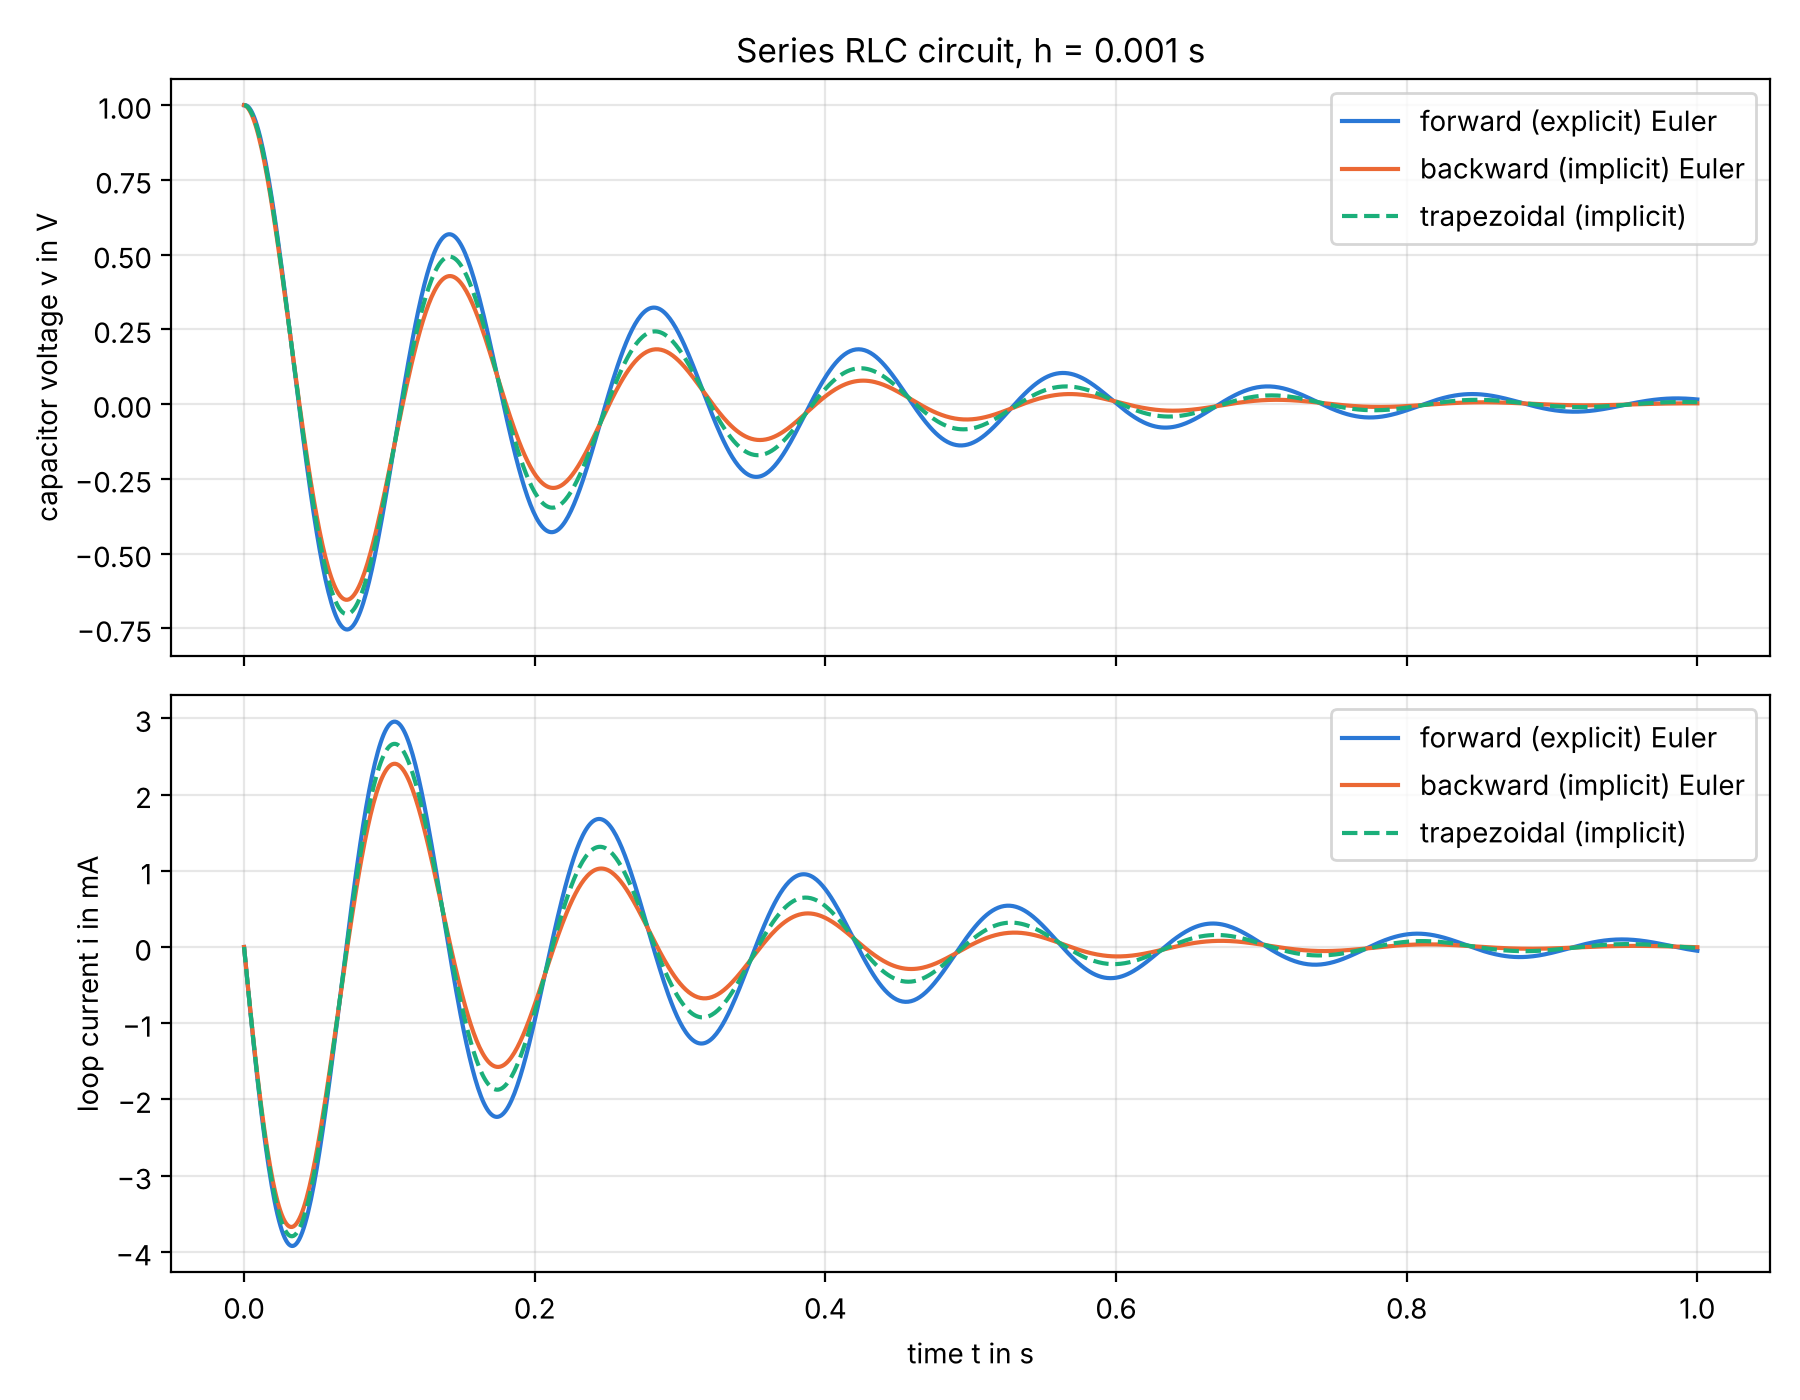 Series RLC circuit, h = 0.001 s
capacitor voltage v in V
1.00
0.75
0.50
0.25
0.00
−0.25
−0.50
−0.75
forward (explicit) Euler
backward (implicit) Euler
trapezoidal (implicit)
loop current i in mA
3
2
1
0
−1
−2
−3
−4
forward (explicit) Euler
backward (implicit) Euler
trapezoidal (implicit)
0.0 0.2 0.4 0.6 0.8 1.0
time t in s